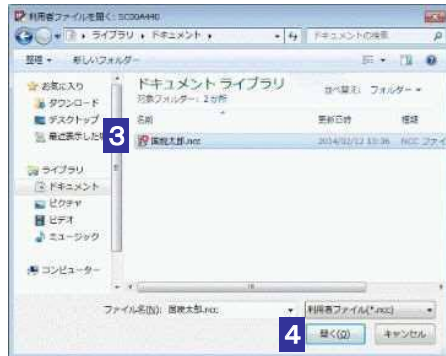 利用者ファイルを開く: SC00A440
ライブラリ ▸ ドキュメント ▸
ドキュメントの検索
整理 ▾ 新しいフォルダー
お気に入り
ダウンロード
デスクトップ
最近表示した
ライブラリ
ドキュメント
ピクチャ
ビデオ
ミュージック
コンピューター
ドキュメント ライブラリ
対象フォルダー: 2 か所
並べ替え: フォルダー ▾
名前 更新日時 種類
3
国税太郎.ncc
NCC ファイ
ファイル名(N): 国税太郎.ncc
利用者ファイル(*.ncc)
4
開く(O) キャンセル